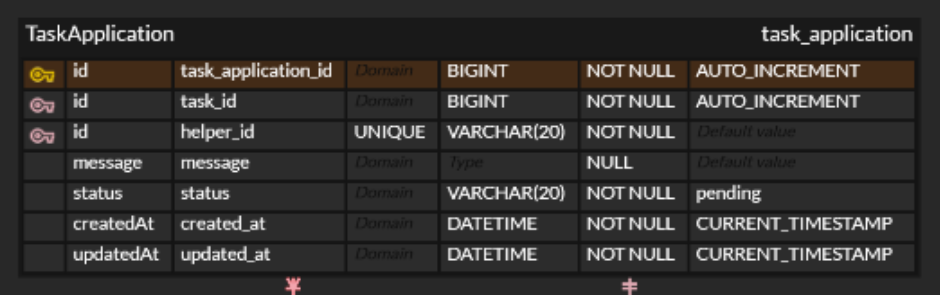 TaskApplication task_application
id task_application_id Domain BIGINT NOT NULL AUTO_INCREMENT
id task_id Domain BIGINT NOT NULL AUTO_INCREMENT
id helper_id UNIQUE VARCHAR(20) NOT NULL Default value
message message Domain Type NULL Default value
status status Domain VARCHAR(20) NOT NULL pending
createdAt created_at Domain DATETIME NOT NULL CURRENT_TIMESTAMP
updatedAt updated_at Domain DATETIME NOT NULL CURRENT_TIMESTAMP